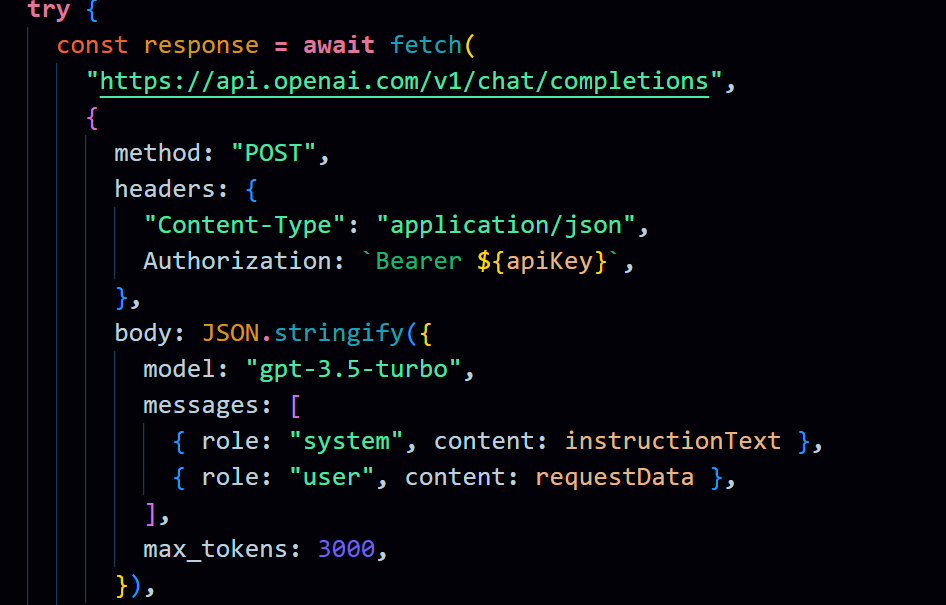 try {
const response = await fetch(
"https://api.openai.com/v1/chat/completions",
{
method: "POST",
headers: {
"Content-Type": "application/json",
Authorization: `Bearer ${apiKey}`,
},
body: JSON.stringify({
model: "gpt-3.5-turbo",
messages: [
{ role: "system", content: instructionText },
{ role: "user", content: requestData },
],
max_tokens: 3000,
}),